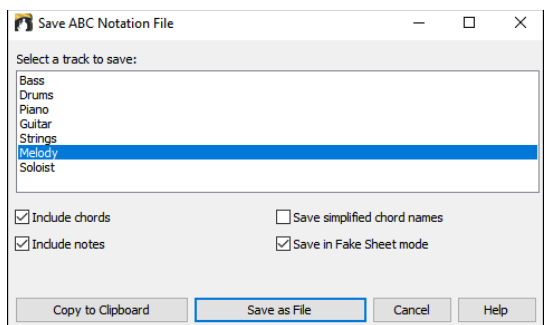 Save ABC Notation File
Select a track to save:
Bass
Drums
Piano
Guitar
Strings
Melody
Soloist
Include chords
Save simplified chord names
Include notes
Save in Fake Sheet mode
Copy to Clipboard
Save as File
Cancel
Help